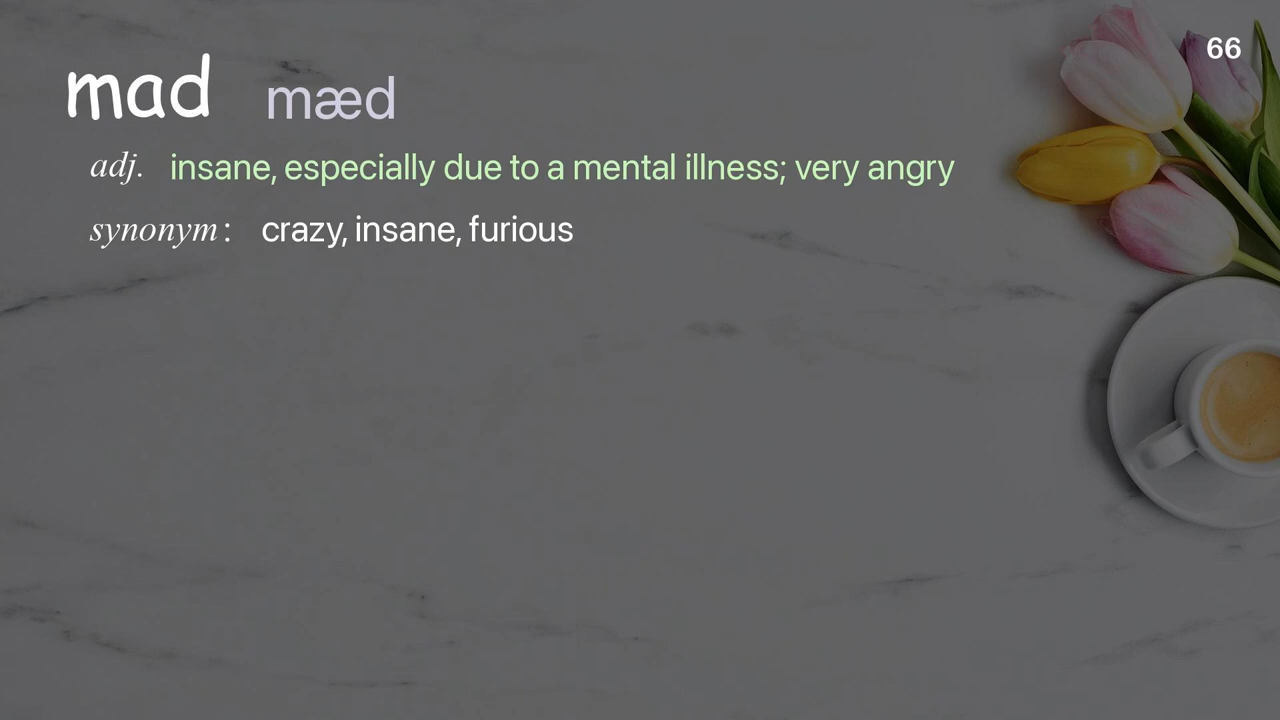 66
mad mæd
adj. insane, especially due to a mental illness; very angry
synonym: crazy, insane, furious